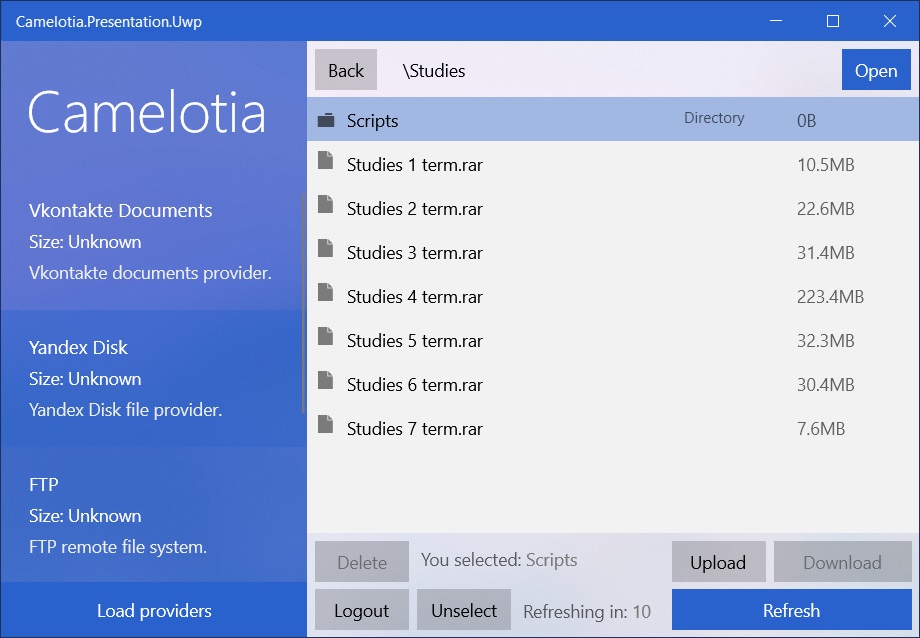 Camelotia.Presentation.Uwp
Camelotia
Vkontakte Documents
Size: Unknown
Vkontakte documents provider.
Yandex Disk
Size: Unknown
Yandex Disk file provider.
FTP
Size: Unknown
FTP remote file system.
Load providers
Back \Studies Open
Scripts Directory 0B
Studies 1 term.rar 10.5MB
Studies 2 term.rar 22.6MB
Studies 3 term.rar 31.4MB
Studies 4 term.rar 223.4MB
Studies 5 term.rar 32.3MB
Studies 6 term.rar 30.4MB
Studies 7 term.rar 7.6MB
Delete You selected: Scripts Upload Download
Logout Unselect Refreshing in: 10 Refresh